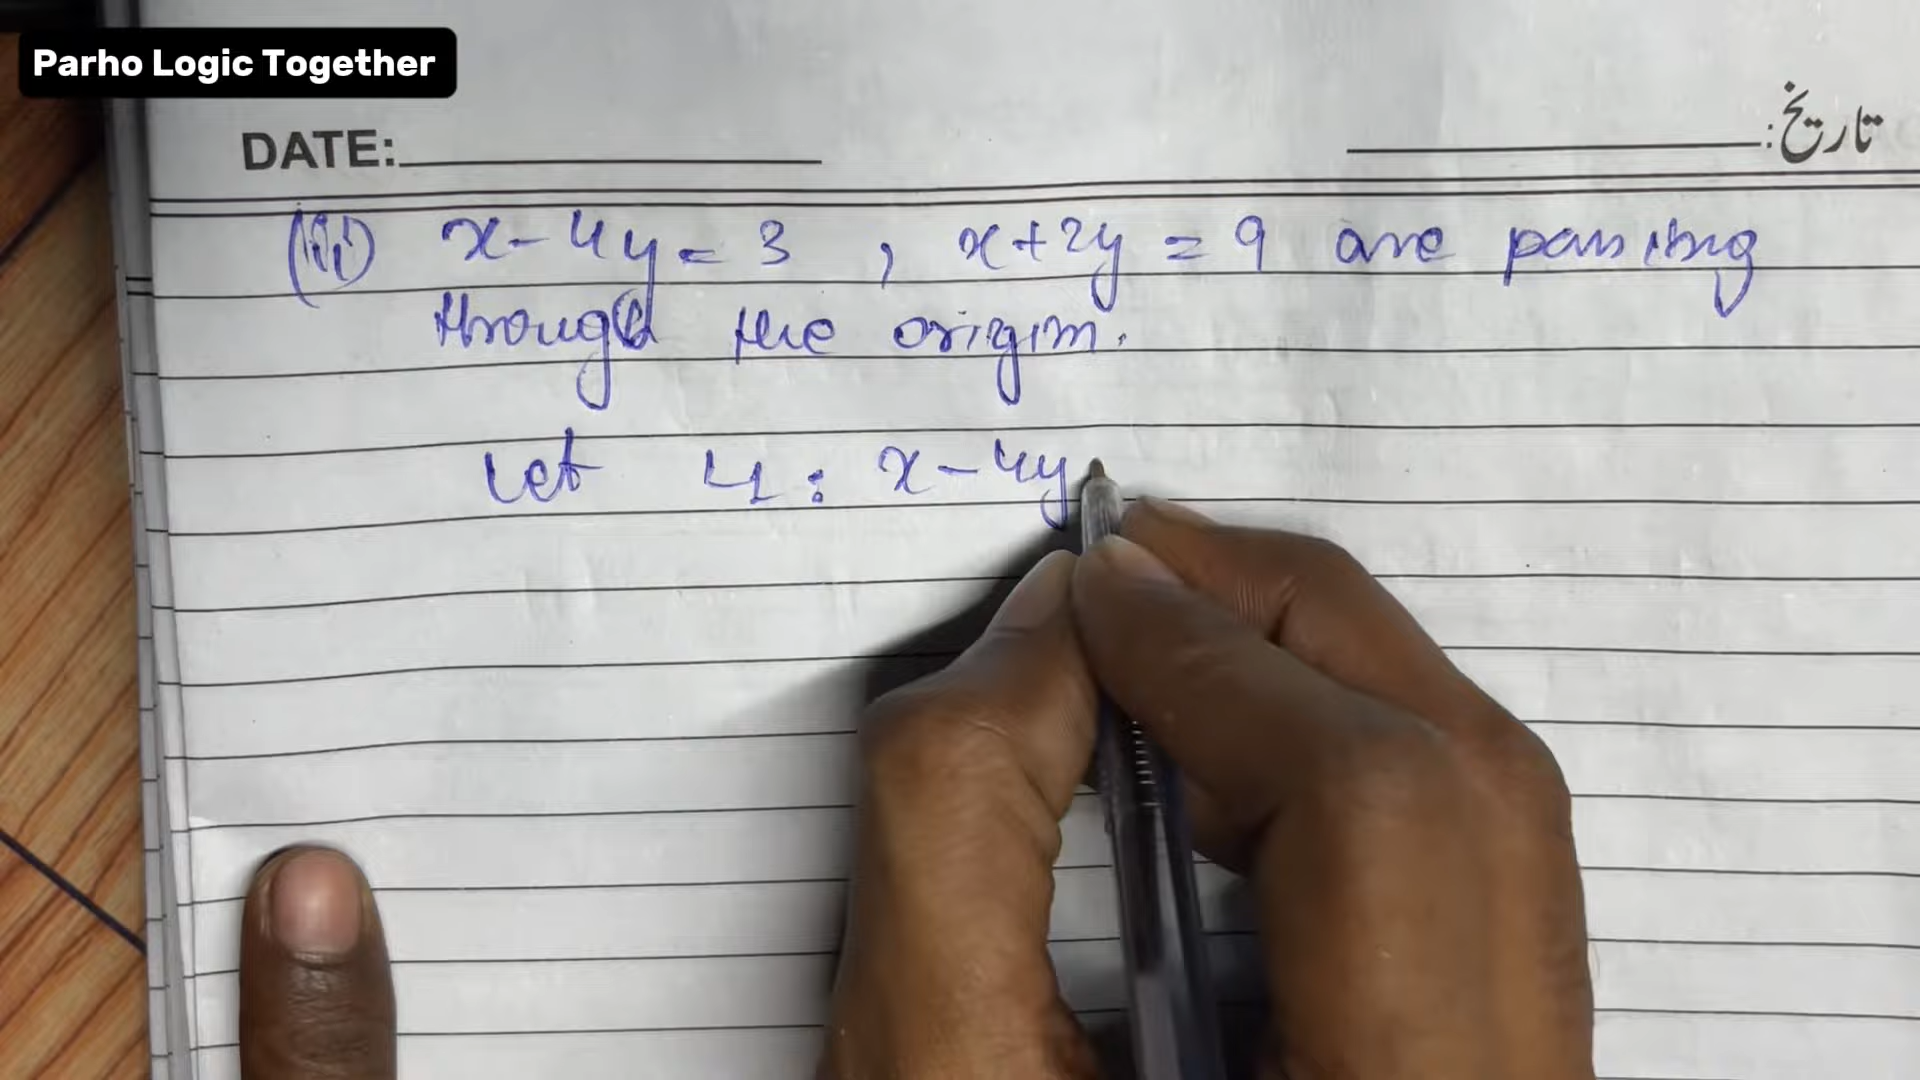 Parho Logic Together
DATE: تاریخ:
(iii) x - 4y = 3 , x + 2y = 9 are passing
through the origin.
Let L1 : x - 4y